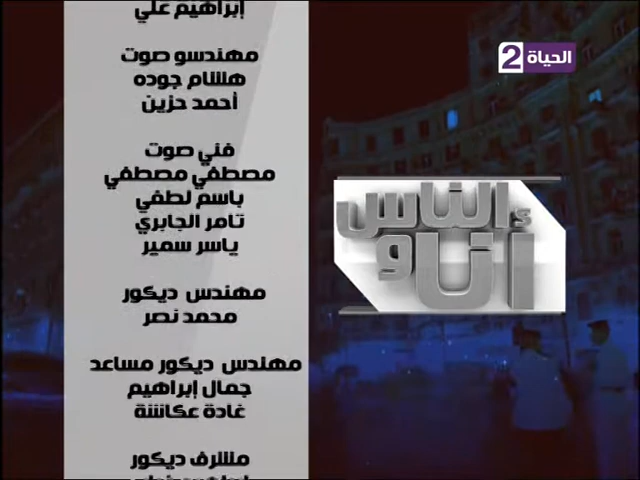 إبراهيم علي
مهندسو صوت
هشام جوده
أحمد حزين
فني صوت
مصطفي مصطفي
باسم لطفي
تامر الجابري
ياسر سمير
مهندس ديكور
محمد نصر
مهندس ديكور مساعد
جمال إبراهيم
غادة عكاشة
مشرف ديكور
الحياة 2
الناس
و انا